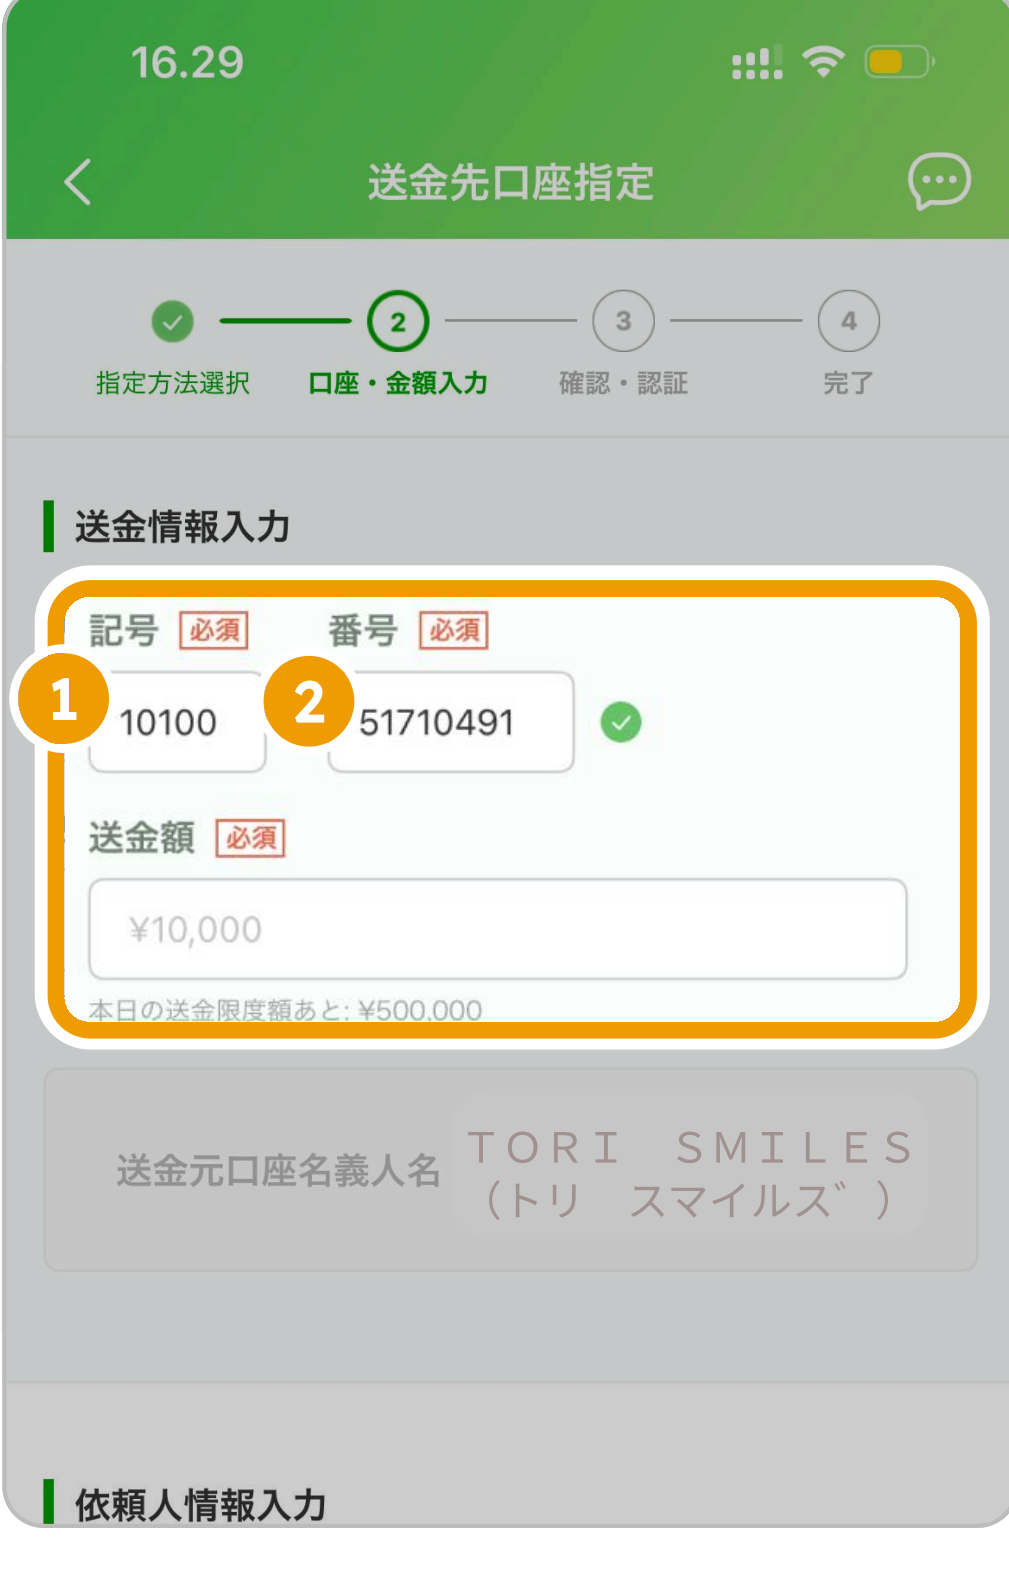 16.29
送金先口座指定
2 3 4
指定方法選択 口座・金額入力 確認・認証 完了
送金情報入力
記号 必須 番号 必須
1 10100 2 51710491
送金額 必須
¥10,000
本日の送金限度額あと: ¥500,000
送金元口座名義人名 ＴＯＲＩ　ＳＭＩＬＥＳ
（トリ　スマイルズ゛）
依頼人情報入力